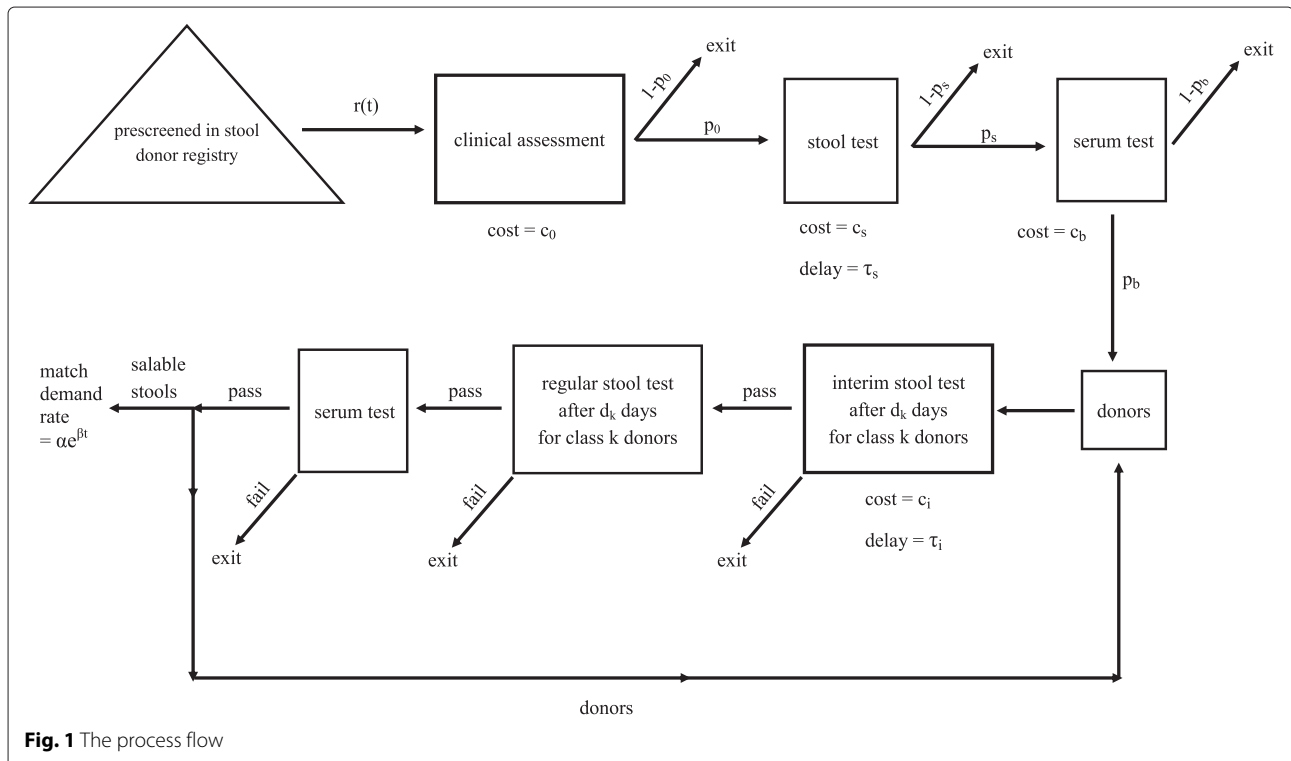 prescreened in stool
donor registry
r(t)
clinical assessment
cost = c₀
1-p₀
exit
p₀
stool test
cost = cₛ
delay = τₛ
1-pₛ
exit
pₛ
serum test
cost = c_b
1-p_b
exit
p_b
donors
interim stool test
after dₖ days
for class k donors
cost = cᵢ
delay = τᵢ
fail
exit
pass
regular stool test
after dₖ days
for class k donors
fail
exit
pass
serum test
fail
exit
pass
salable
stools
match
demand
rate
= αe^βt
donors
Fig. 1 The process flow